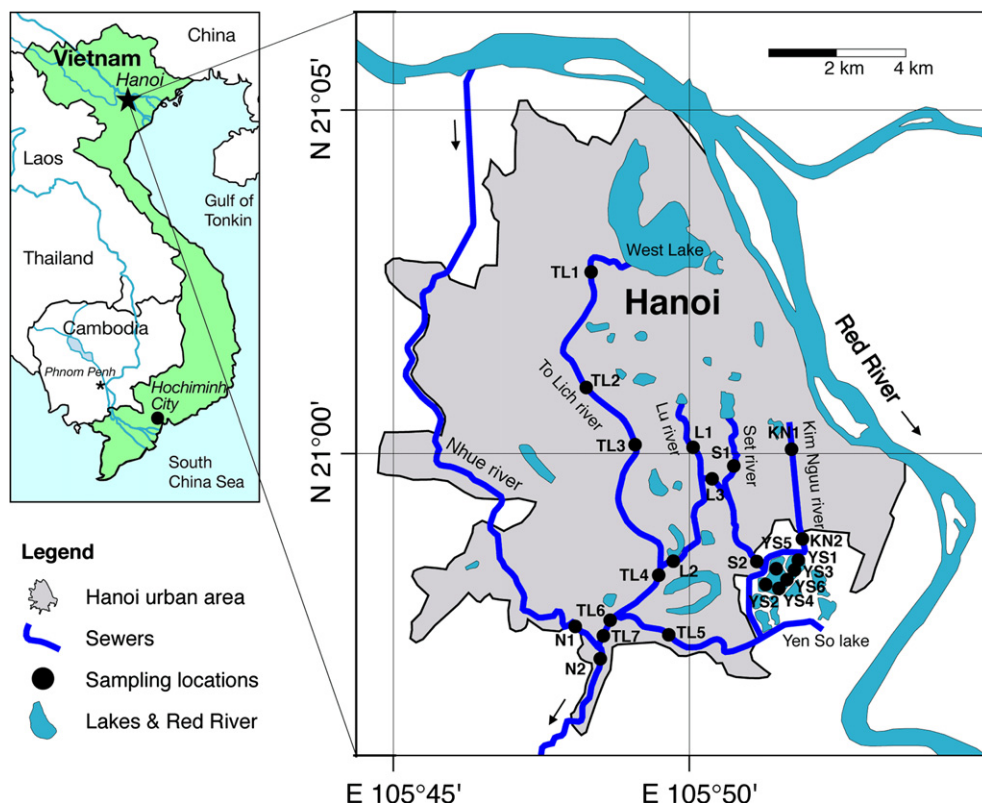 China
Vietnam
Hanoi
Laos
Gulf of
Tonkin
Thailand
Cambodia
Phnom Penh
*
Hochiminh
City
South
China Sea
Legend
Hanoi urban area
Sewers
Sampling locations
Lakes & Red River
2 km
4 km
N 21°05'
N 21°00'
E 105°45'
E 105°50'
West Lake
Hanoi
Red River
To Lich river
Lu river
Set river
Kim Nguu river
Nhue river
Yen So lake
TL1
TL2
TL3
L1
S1
KN1
L3
KN2
YS5
YS1
S2
YS3
L2
TL4
YS6
YS2
YS4
TL6
N1
TL7
TL5
N2